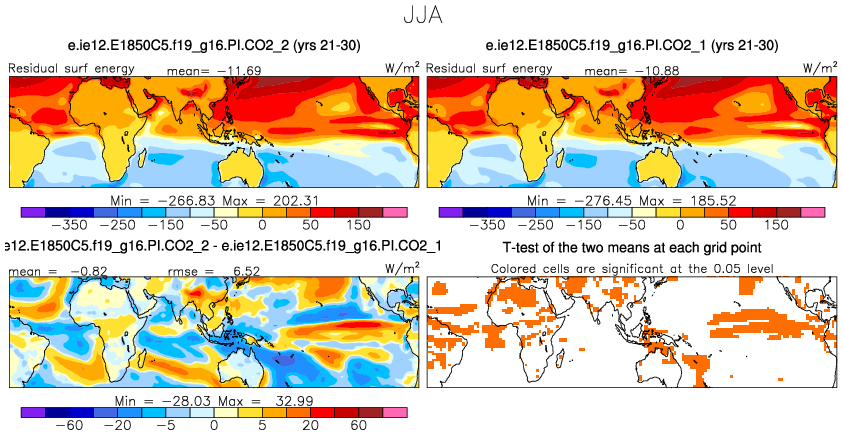 JJA
e.ie12.E1850C5.f19_g16.PI.CO2_2 (yrs 21-30)
Residual surf energy mean= -11.69 W/m²
Min = -266.83 Max = 202.31
-350 -250 -150 -50 0 50 150
e.ie12.E1850C5.f19_g16.PI.CO2_1 (yrs 21-30)
Residual surf energy mean= -10.88 W/m²
Min = -276.45 Max = 185.52
-350 -250 -150 -50 0 50 150
e12.E1850C5.f19_g16.PI.CO2_2 - e.ie12.E1850C5.f19_g16.PI.CO2_1
mean = -0.82 rmse = 6.52 W/m²
Min = -28.03 Max = 32.99
-60 -20 -5 0 5 20 60
T-test of the two means at each grid point
Colored cells are significant at the 0.05 level